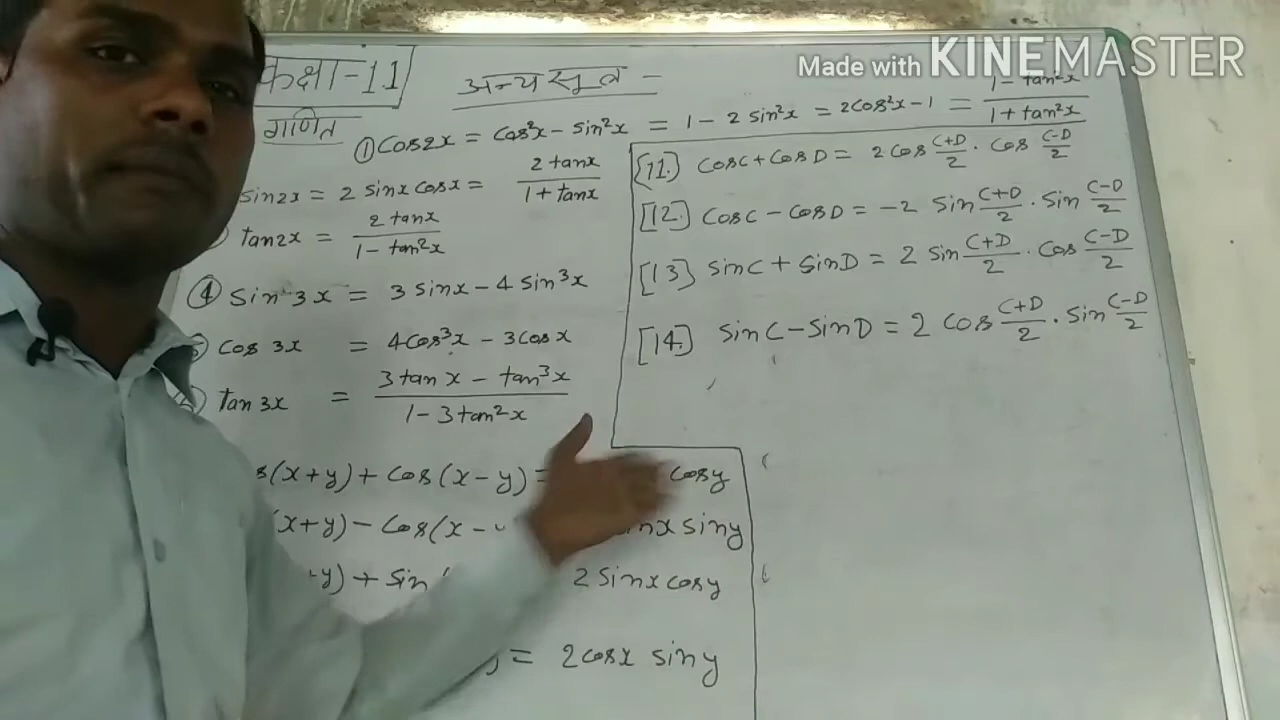 Made with KINEMASTER
कक्षा-11
अन्य सूत्र -
गणित
① Cos2x = Cos²x - Sin²x = 1 - 2 Sin²x = 2Cos²x - 1 = (1 - tan²x)/(1 + tan²x)
Sin2x = 2 Sinx Cosx = (2 tanx)/(1 + tanx)
tan2x = (2 tanx)/(1 - tan²x)
④ Sin 3x = 3 Sinx - 4 Sin³x
Cos 3x = 4Cos³x - 3Cosx
tan 3x = (3 tan x - tan³x)/(1 - 3 tan²x)
(x+y) + Cos(x-y) = Cosy
(x+y) - Cos(x - Sinx Siny
+y) + Sin 2 Sinx Cosy
= 2Cosx Siny
[11.] CosC + CosD = 2 Cos (C+D)/2 . Cos (C-D)/2
[12.] CosC - CosD = -2 Sin (C+D)/2 . Sin (C-D)/2
[13] SinC + SinD = 2 Sin (C+D)/2 . Cos (C-D)/2
[14.] SinC - SinD = 2 Cos (C+D)/2 . Sin (C-D)/2